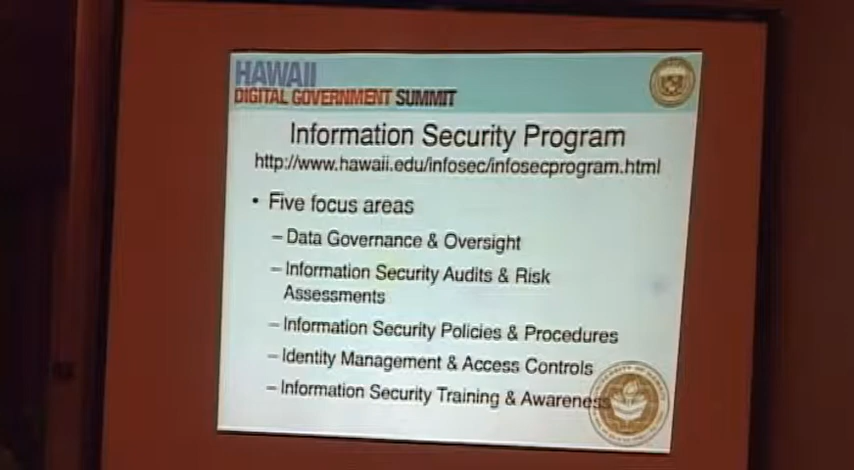 HAWAII
DIGITAL GOVERNMENT SUMMIT
Information Security Program
http://www.hawaii.edu/infosec/infosecprogram.html
• Five focus areas
– Data Governance & Oversight
– Information Security Audits & Risk
Assessments
– Information Security Policies & Procedures
– Identity Management & Access Controls
– Information Security Training & Awareness